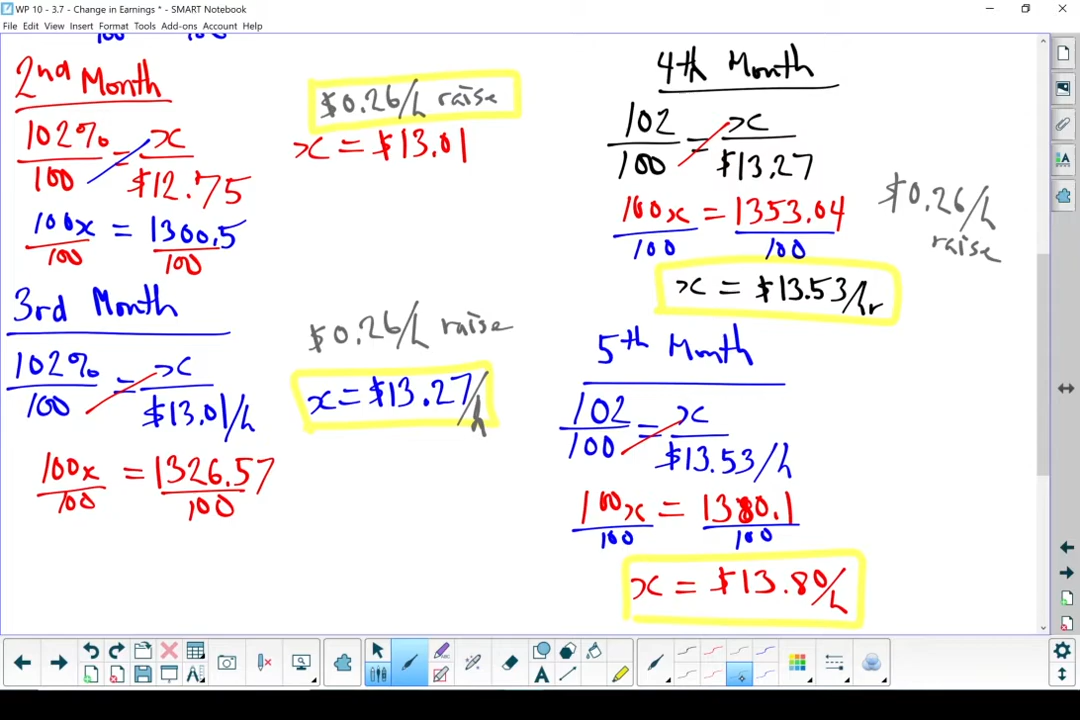 WP 10 - 3.7 - Change in Earnings * - SMART Notebook
File Edit View Insert Format Tools Add-ons Account Help
100 100
2nd Month
$0.26/h raise
102% = x
100 $12.75
x = $13.01
100x = 1300.5
100 100
3rd Month
$0.26/h raise
102% = x
100 $13.01/h
x = $13.27/h
100x = 1326.57
100 100
4th Month
102 = x
100 $13.27
100x = 1353.04
100 100
$0.26/h
raise
x = $13.53/hr
5th Month
102 = x
100 $13.53/h
100x = 1380.1
100 100
x = $13.80/h